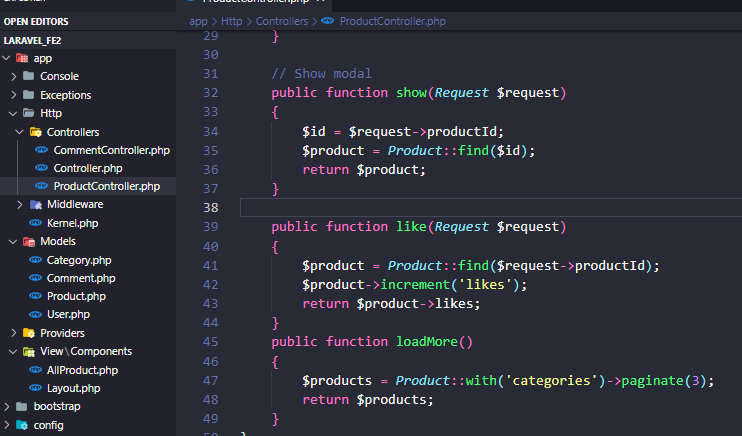 OPEN EDITORS
LARAVEL_FE2
app
Console
Exceptions
Http
Controllers
CommentController.php
Controller.php
ProductController.php
Middleware
Kernel.php
Models
Category.php
Comment.php
Product.php
User.php
Providers
View\Components
AllProduct.php
Layout.php
bootstrap
config
ProductController.php
app > Http > Controllers > ProductController.php
29 }
30
31 // Show modal
32 public function show(Request $request)
33 {
34 $id = $request->productId;
35 $product = Product::find($id);
36 return $product;
37 }
38
39 public function like(Request $request)
40 {
41 $product = Product::find($request->productId);
42 $product->increment('likes');
43 return $product->likes;
44 }
45 public function loadMore()
46 {
47 $products = Product::with('categories')->paginate(3);
48 return $products;
49 }